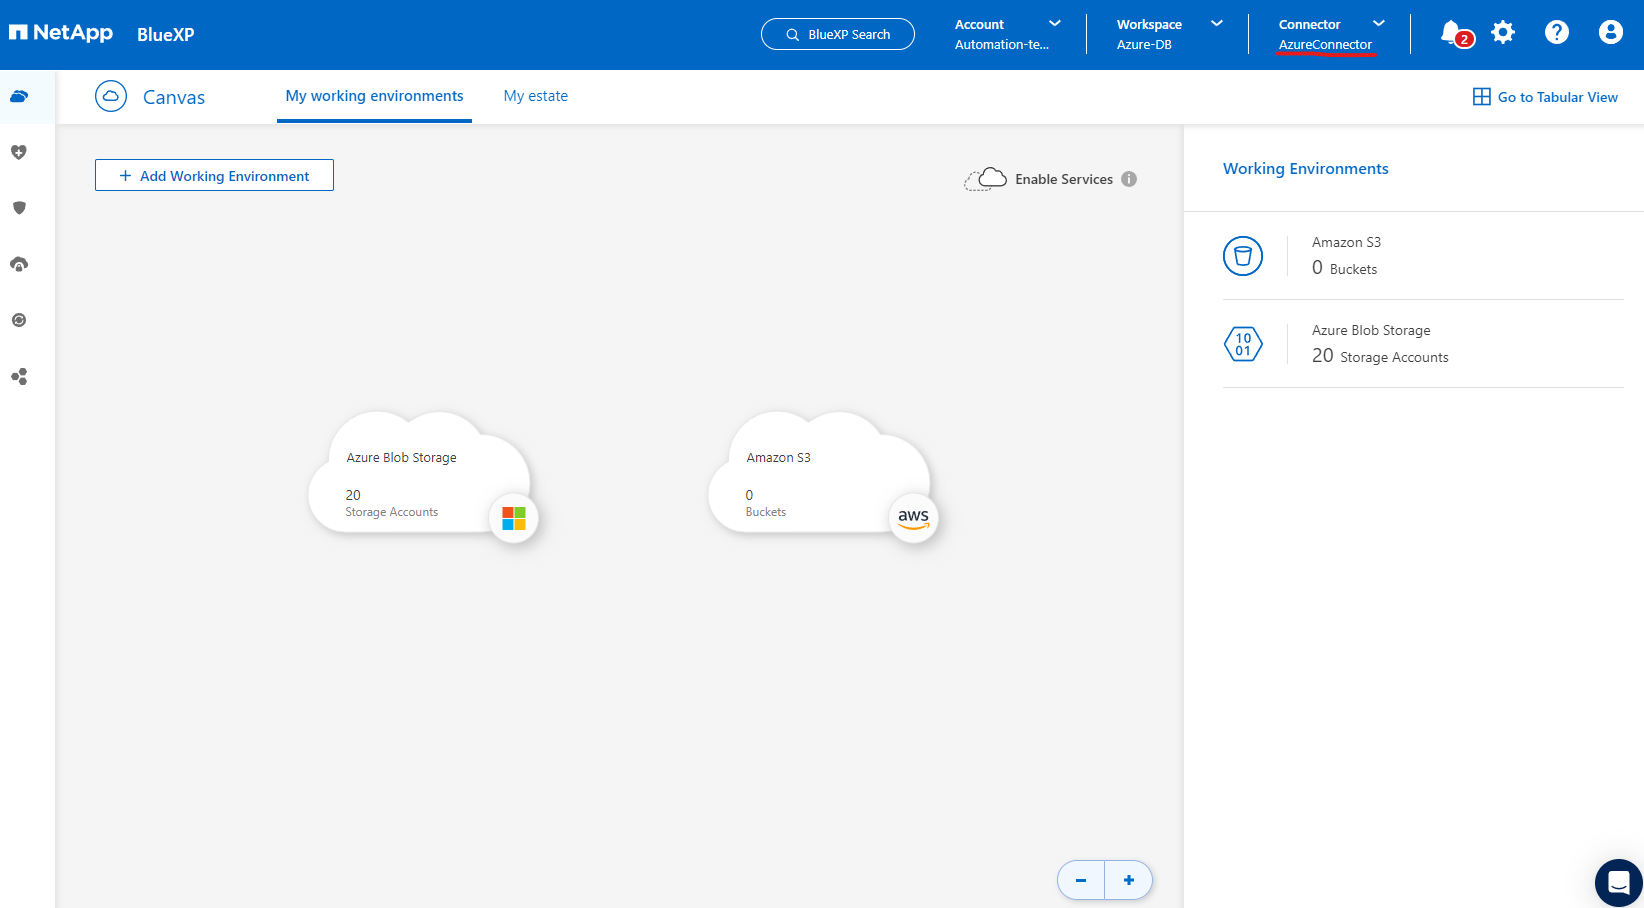 NetApp BlueXP
BlueXP Search
Account
Automation-te...
Workspace
Azure-DB
Connector
AzureConnector
2
?
Canvas
My working environments
My estate
Go to Tabular View
+ Add Working Environment
Enable Services i
Azure Blob Storage
20
Storage Accounts
Amazon S3
0
Buckets
aws
Working Environments
Amazon S3
0 Buckets
10
01
Azure Blob Storage
20 Storage Accounts
− +